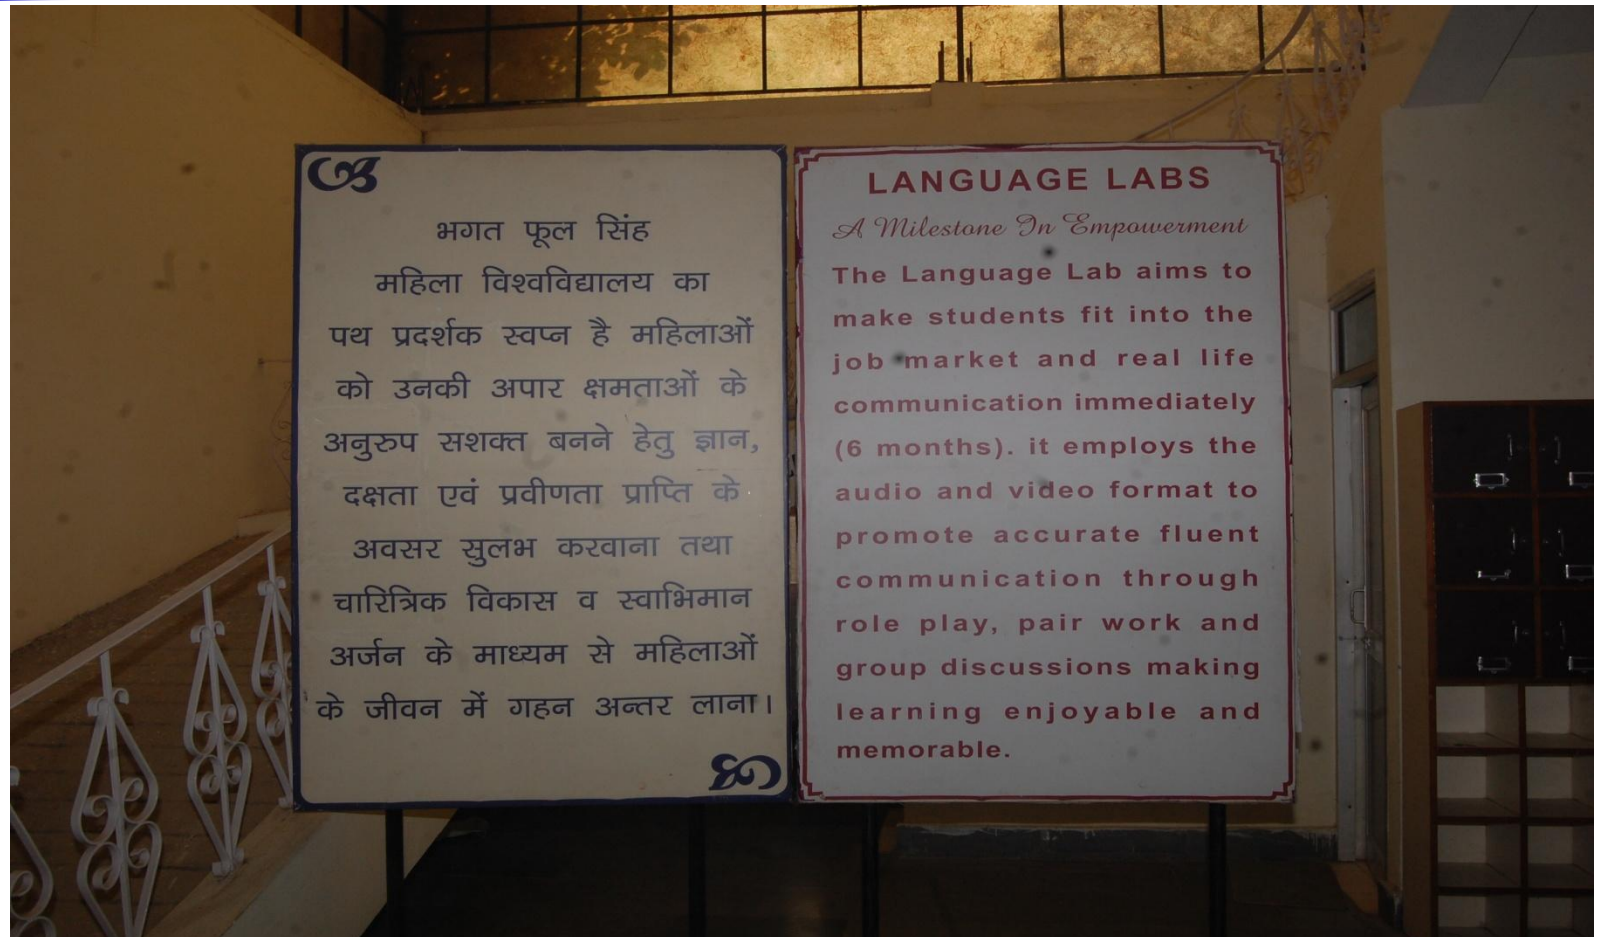 भगत फूल सिंह
महिला विश्वविद्यालय का
पथ प्रदर्शक स्वप्न है महिलाओं
को उनकी अपार क्षमताओं के
अनुरुप सशक्त बनने हेतु ज्ञान,
दक्षता एवं प्रवीणता प्राप्ति के
अवसर सुलभ करवाना तथा
चारित्रिक विकास व स्वाभिमान
अर्जन के माध्यम से महिलाओं
के जीवन में गहन अन्तर लाना।
LANGUAGE LABS
A Milestone In Empowerment
The Language Lab aims to
make students fit into the
job market and real life
communication immediately
(6 months). it employs the
audio and video format to
promote accurate fluent
communication through
role play, pair work and
group discussions making
learning enjoyable and
memorable.